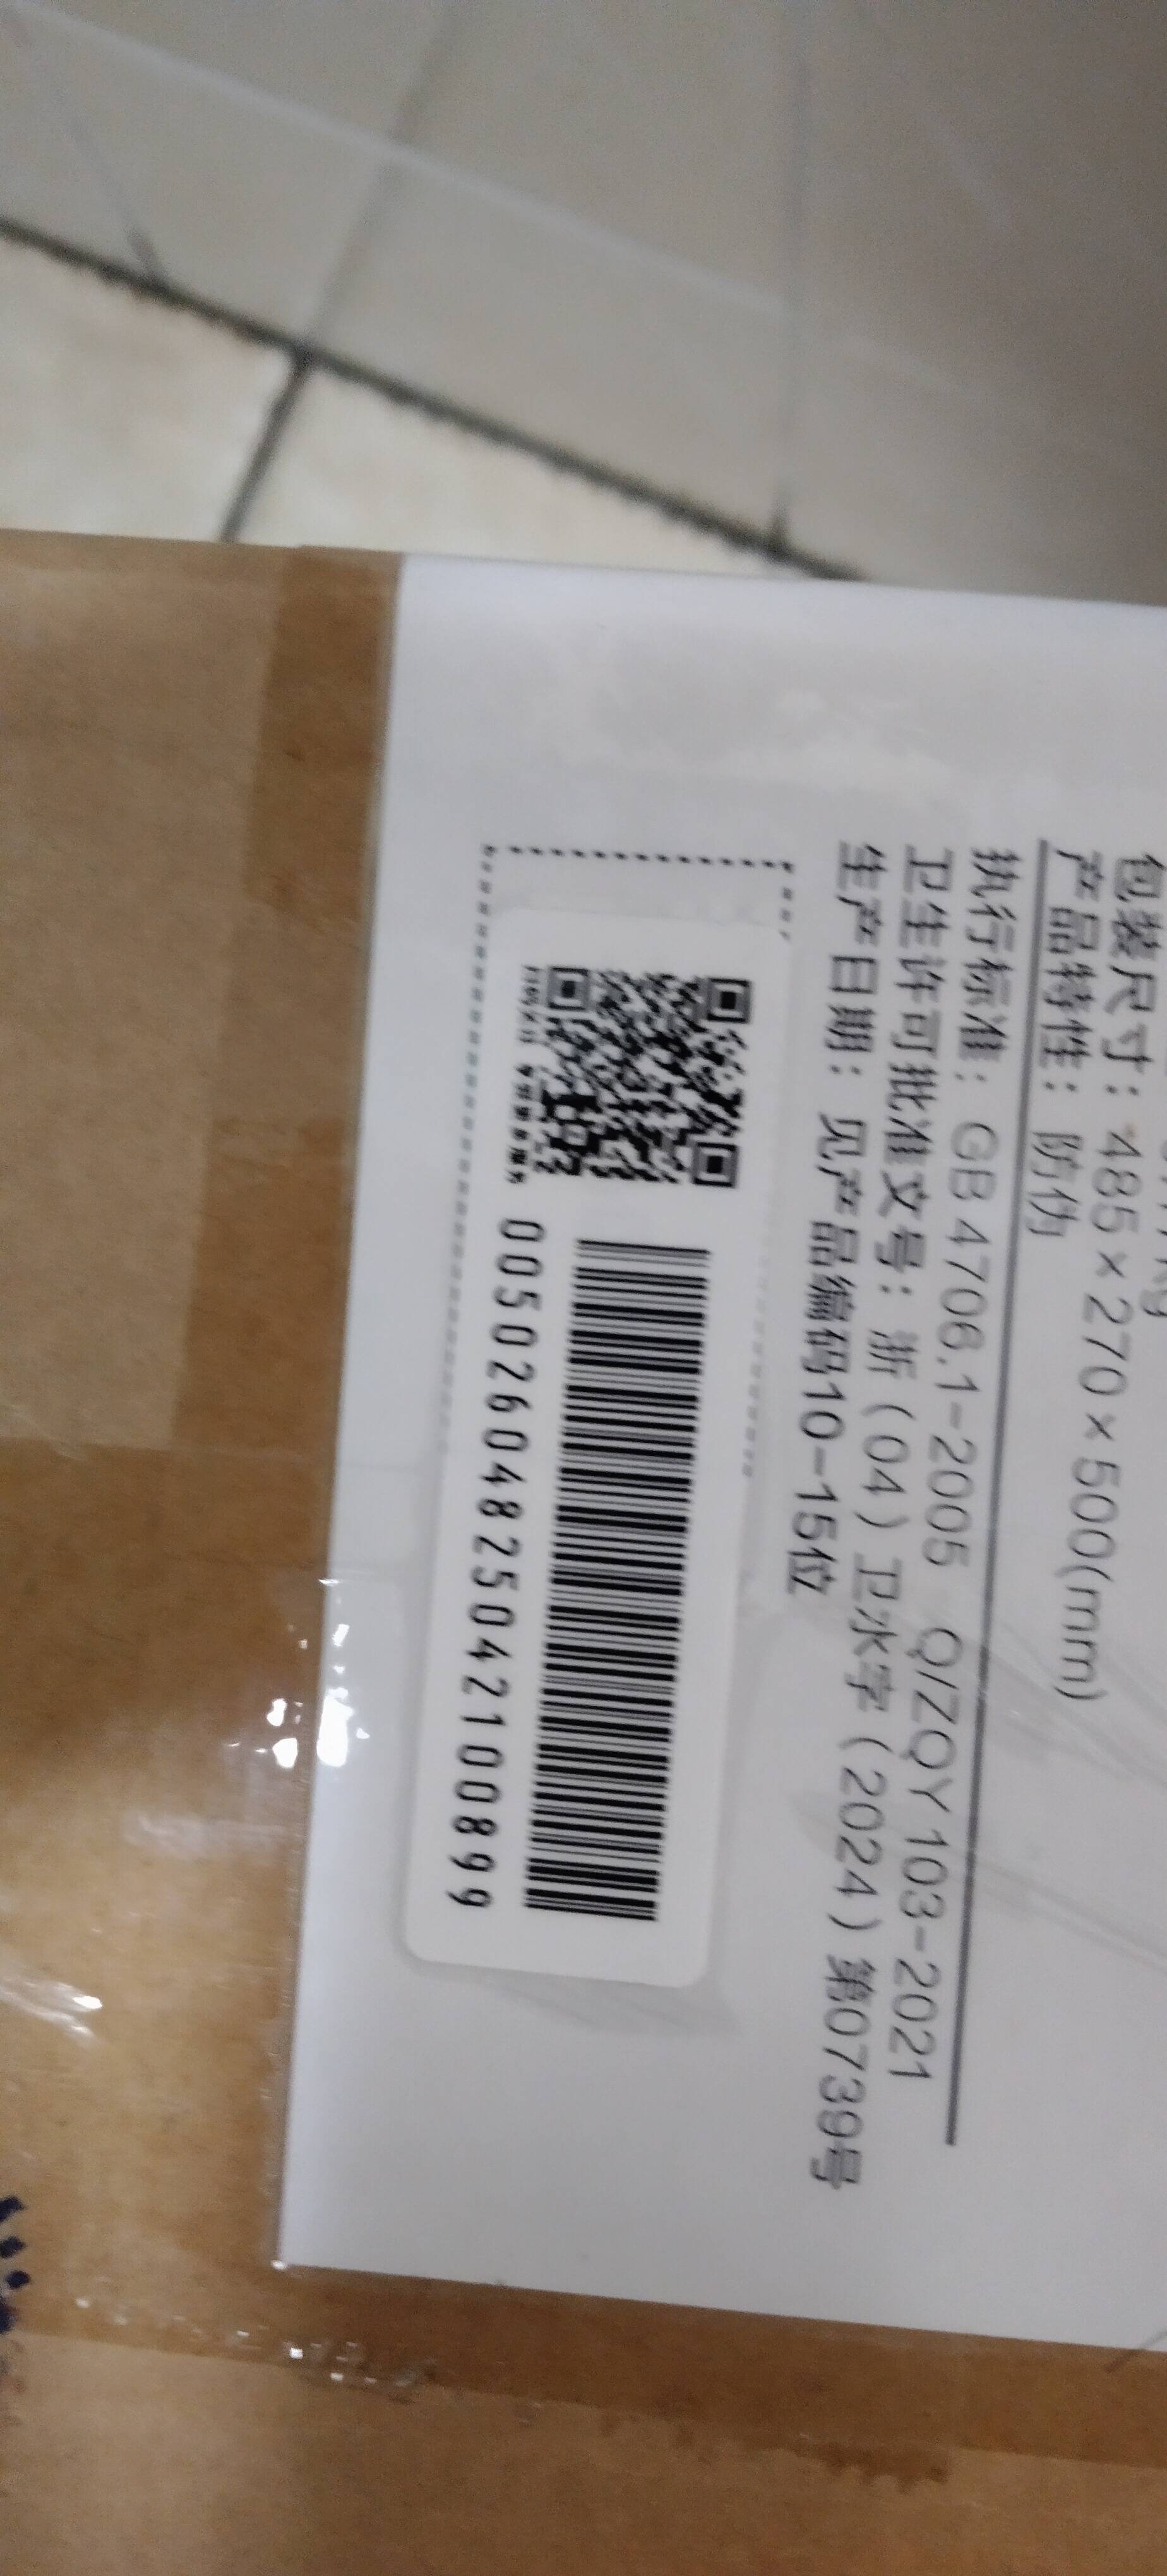 包装尺寸：485×270×500(mm)
产品特性：防伪
执行标准：GB 4706.1-2005 Q/ZQY 103-2021
卫生许可批准文号：浙（04）卫水字（2024）第0739号
生产日期：见产品编码10-15位
00502604825042100899